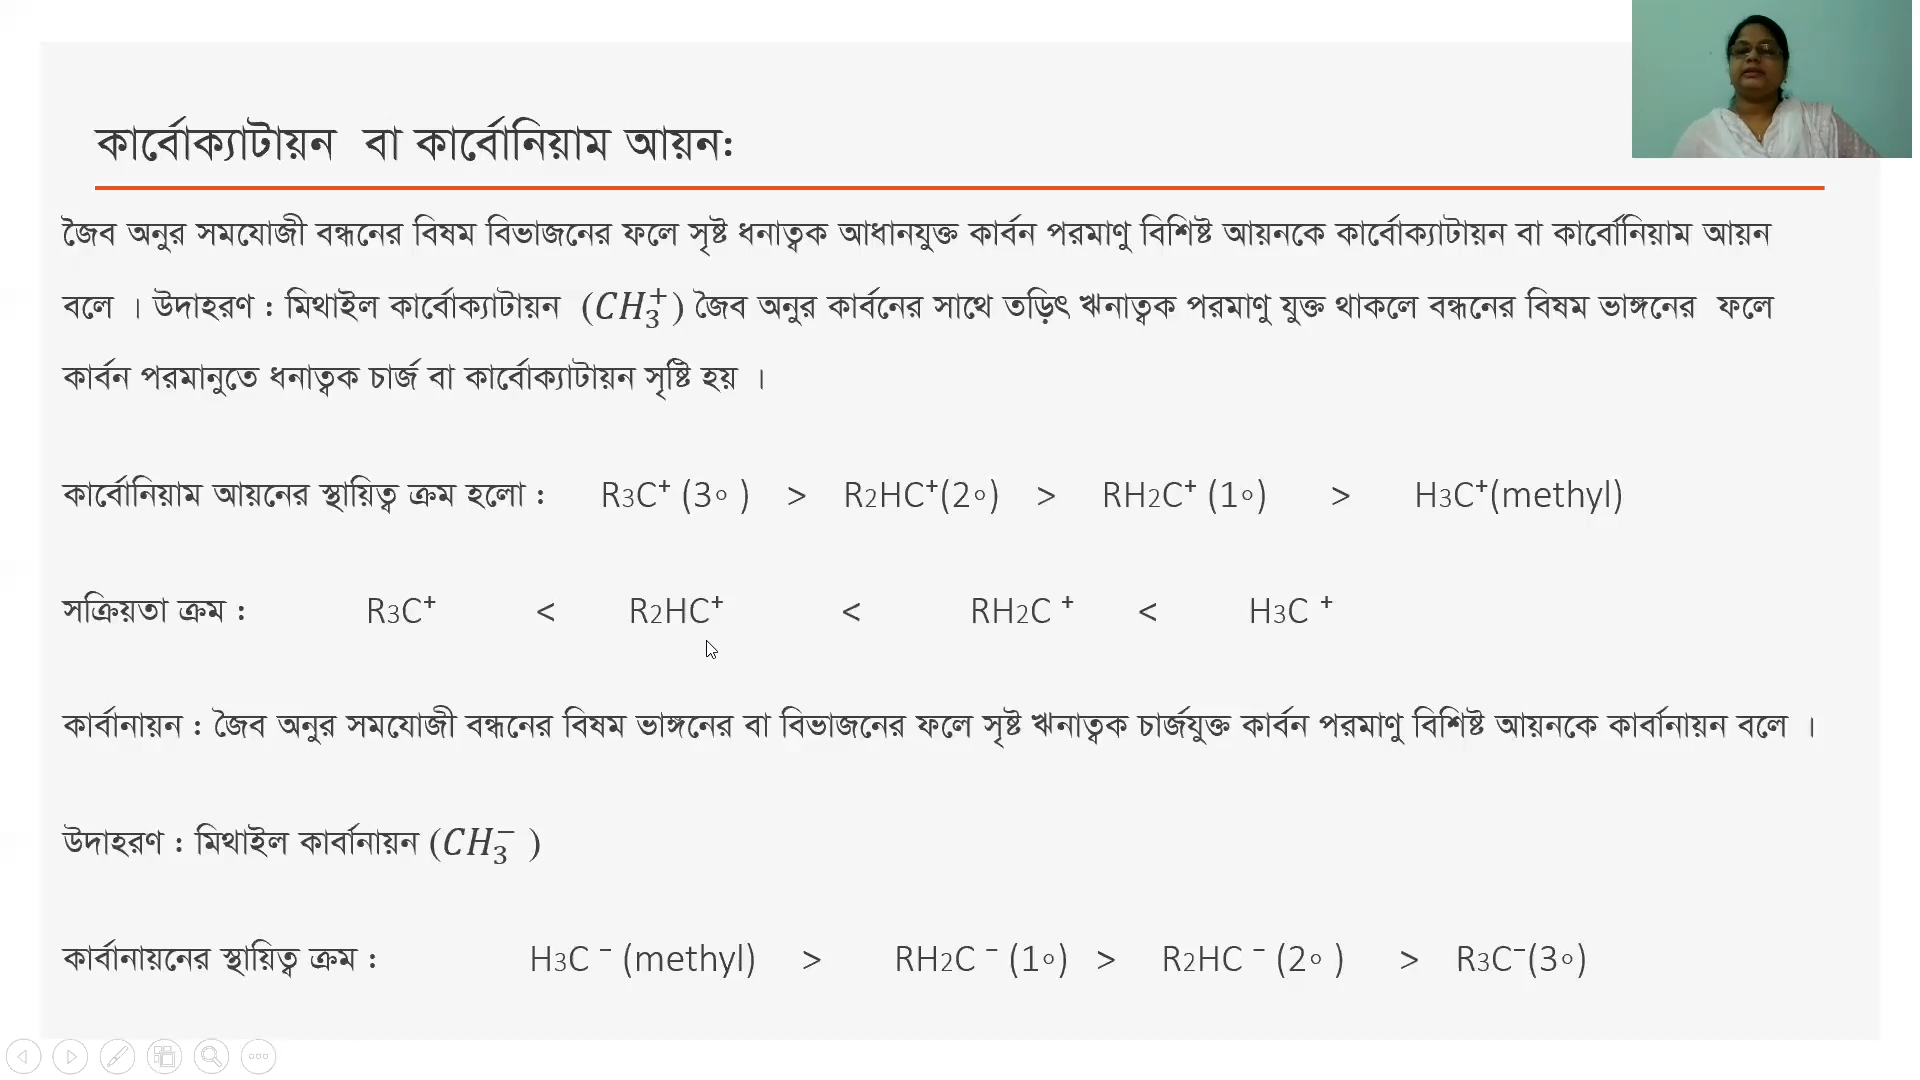 কার্বোক্যাটায়ন বা কার্বোনিয়াম আয়ন:
জৈব অনুর সমযোজী বন্ধনের বিষম বিভাজনের ফলে সৃষ্ট ধনাত্বক আধানযুক্ত কার্বন পরমাণু বিশিষ্ট আয়নকে কার্বোক্যাটায়ন বা কার্বোনিয়াম আয়ন
বলে । উদাহরণ : মিথাইল কার্বোক্যাটায়ন (CH₃⁺) জৈব অনুর কার্বনের সাথে তড়িৎ ঋনাত্বক পরমাণু যুক্ত থাকলে বন্ধনের বিষম ভাঙ্গনের ফলে
কার্বন পরমানুতে ধনাত্বক চার্জ বা কার্বোক্যাটায়ন সৃষ্টি হয় ।
কার্বোনিয়াম আয়নের স্থায়িত্ব ক্রম হলো : R₃C⁺ (3◦ ) > R₂HC⁺(2◦) > RH₂C⁺ (1◦) > H₃C⁺(methyl)
সক্রিয়তা ক্রম : R₃C⁺ < R₂HC⁺ < RH₂C ⁺ < H₃C ⁺
কার্বানায়ন : জৈব অনুর সমযোজী বন্ধনের বিষম ভাঙ্গনের বা বিভাজনের ফলে সৃষ্ট ঋনাত্বক চার্জযুক্ত কার্বন পরমাণু বিশিষ্ট আয়নকে কার্বানায়ন বলে ।
উদাহরণ : মিথাইল কার্বানায়ন (CH₃⁻ )
কার্বানায়নের স্থায়িত্ব ক্রম : H₃C ⁻ (methyl) > RH₂C ⁻ (1◦) > R₂HC ⁻ (2◦ ) > R₃C⁻(3◦)